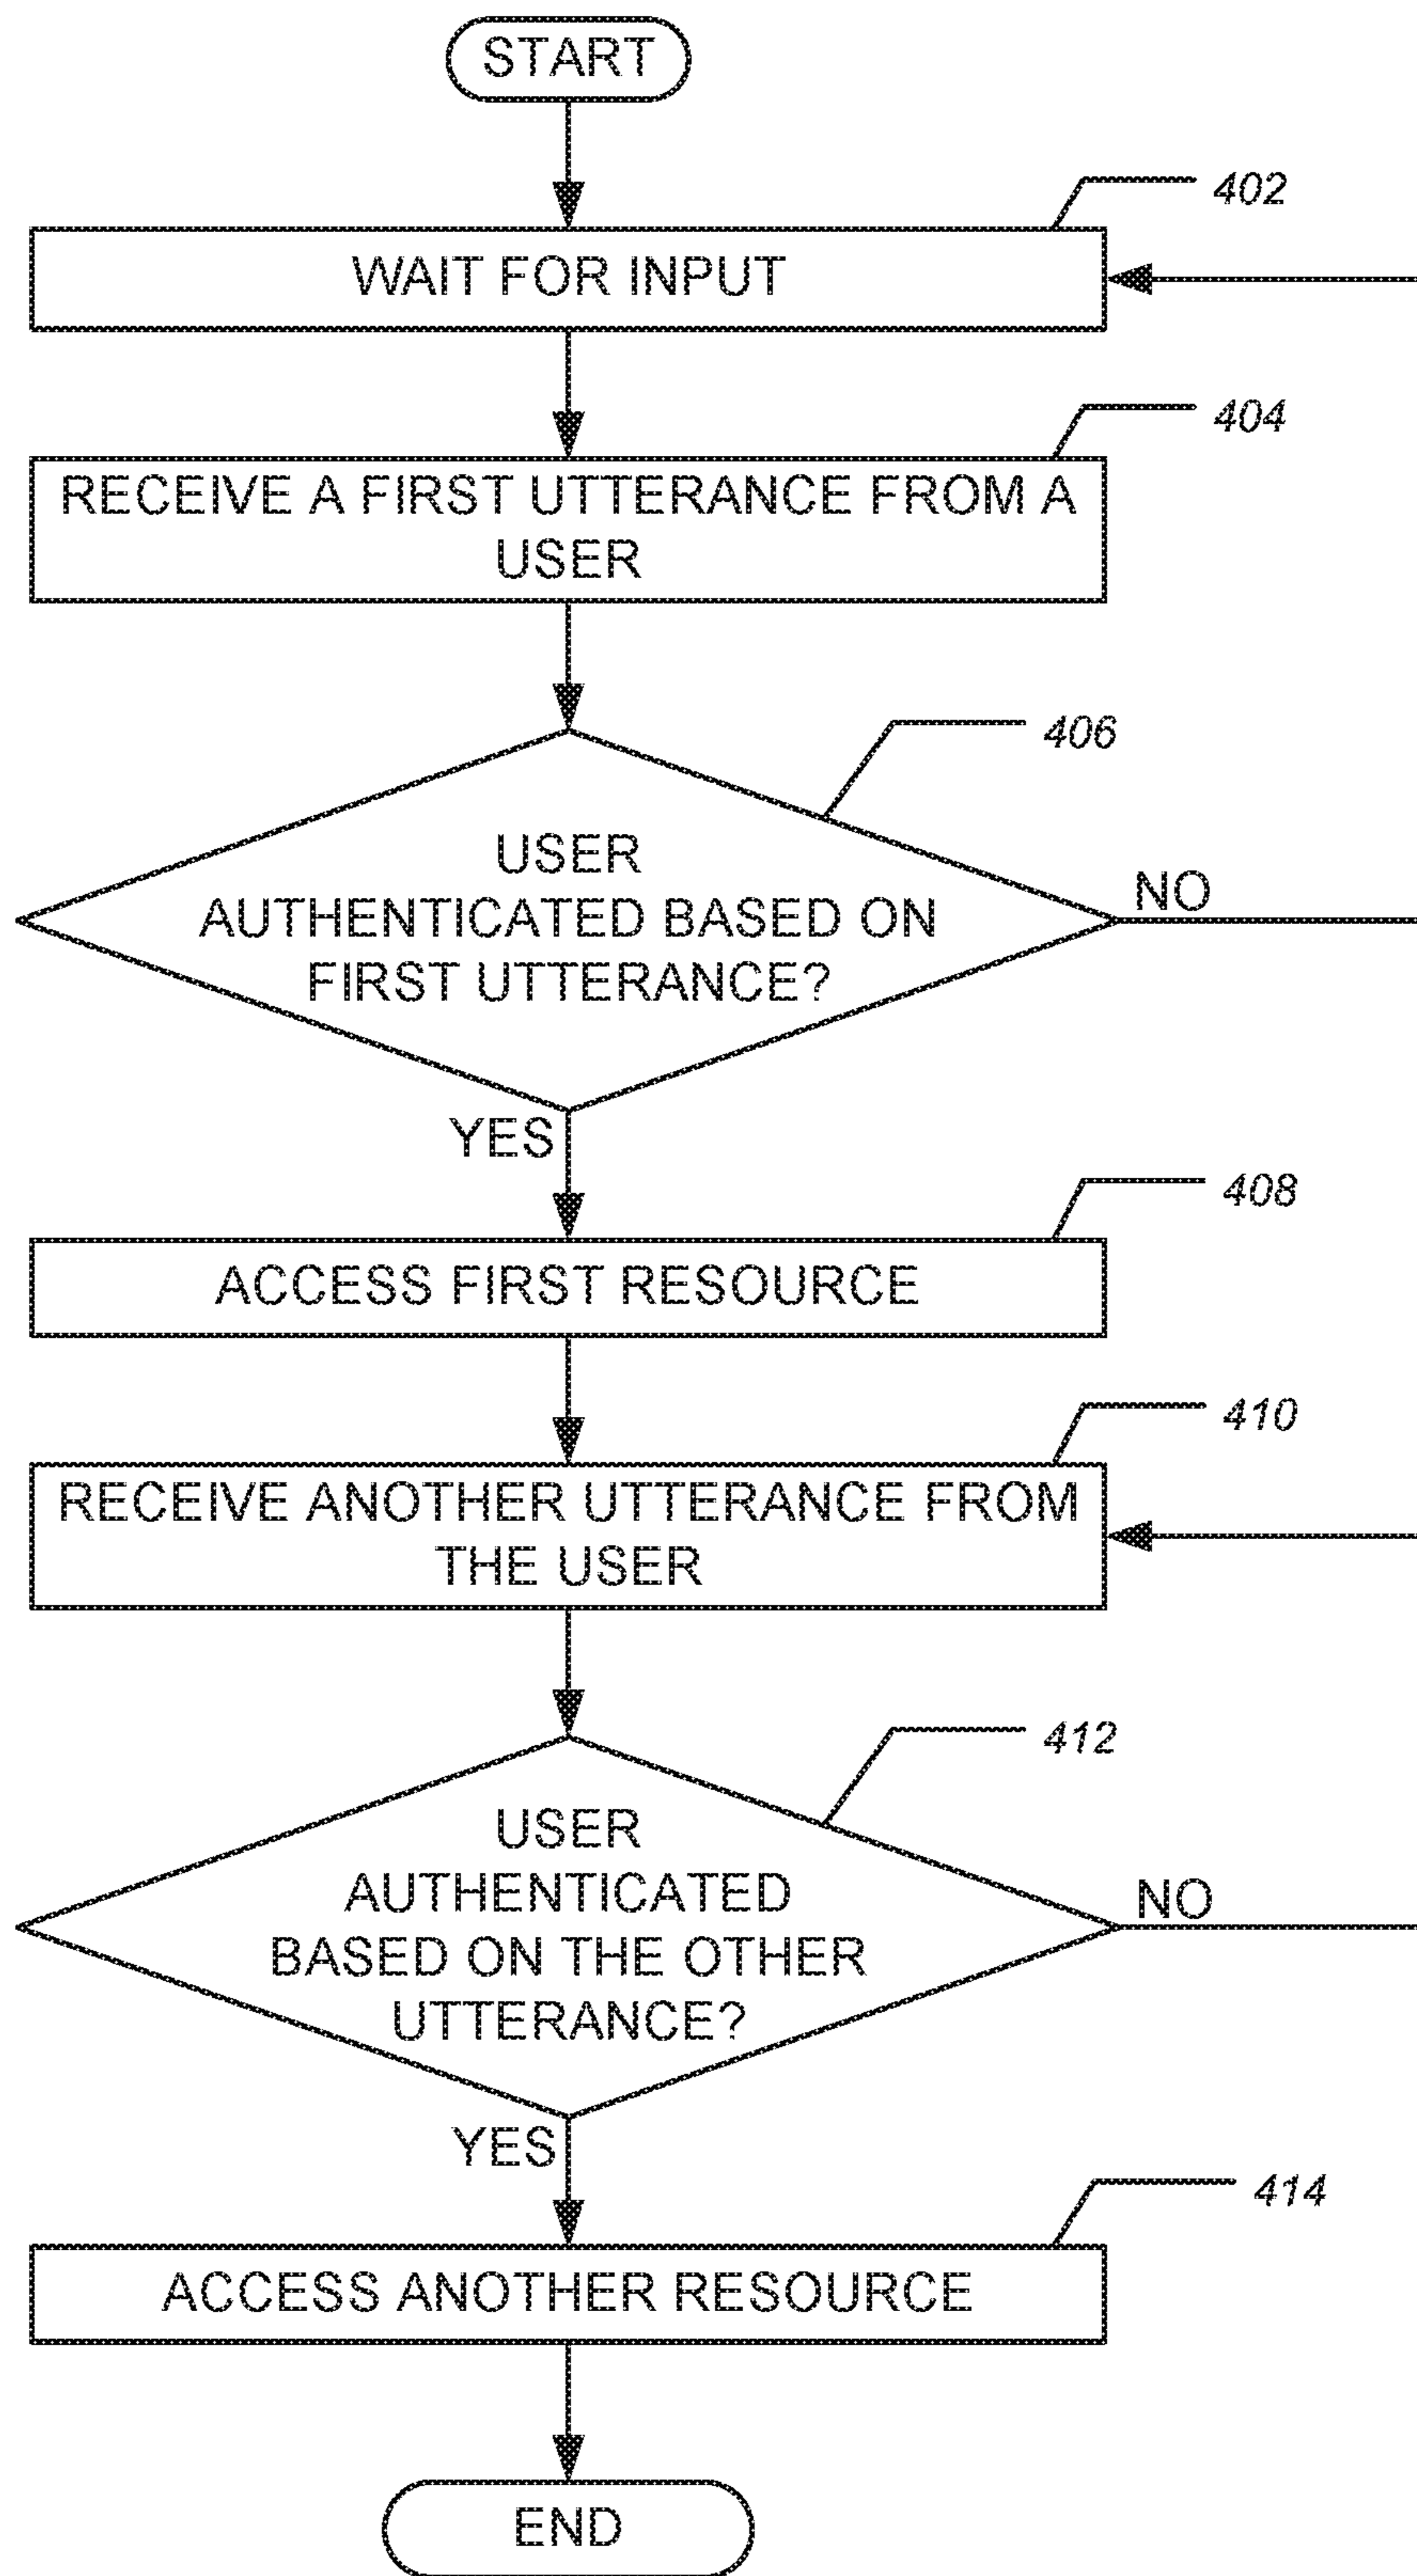 START
402
WAIT FOR INPUT
404
RECEIVE A FIRST UTTERANCE FROM A
USER
406
USER
AUTHENTICATED BASED ON
FIRST UTTERANCE?
NO
YES
408
ACCESS FIRST RESOURCE
410
RECEIVE ANOTHER UTTERANCE FROM
THE USER
412
USER
AUTHENTICATED
BASED ON THE OTHER
UTTERANCE?
NO
YES
414
ACCESS ANOTHER RESOURCE
END